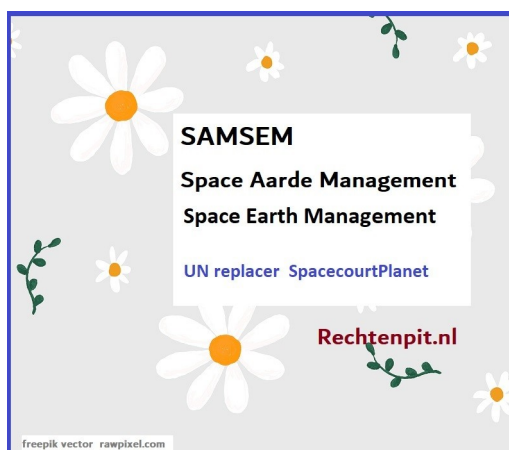 SAMSEM
Space Aarde Management
Space Earth Management
UN replacer SpacecourtPlanet
Rechtenpit.nl
freepik vector rawpixel.com